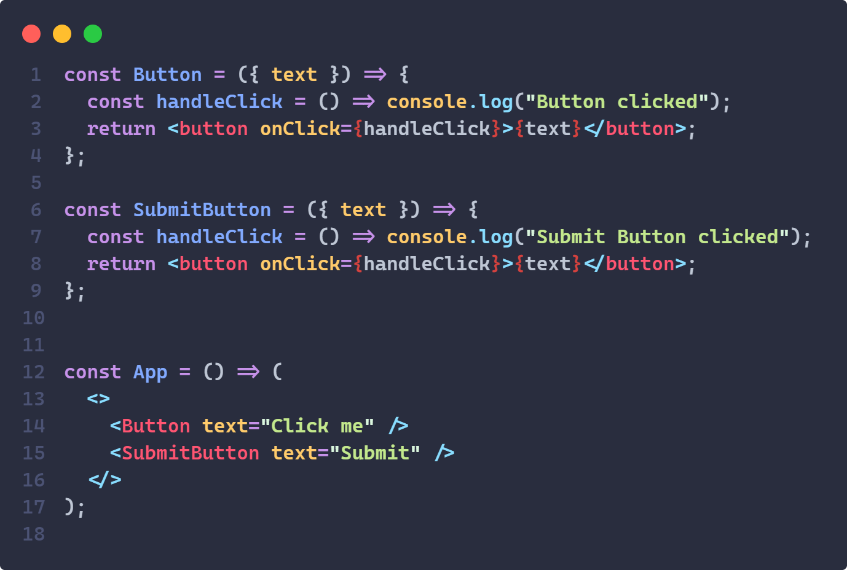 1 const Button = ({ text }) => {
2   const handleClick = () => console.log("Button clicked");
3   return <button onClick={handleClick}>{text}</button>;
4 };
5
6 const SubmitButton = ({ text }) => {
7   const handleClick = () => console.log("Submit Button clicked");
8   return <button onClick={handleClick}>{text}</button>;
9 };
10
11
12 const App = () => (
13   <>
14     <Button text="Click me" />
15     <SubmitButton text="Submit" />
16   </>
17 );
18